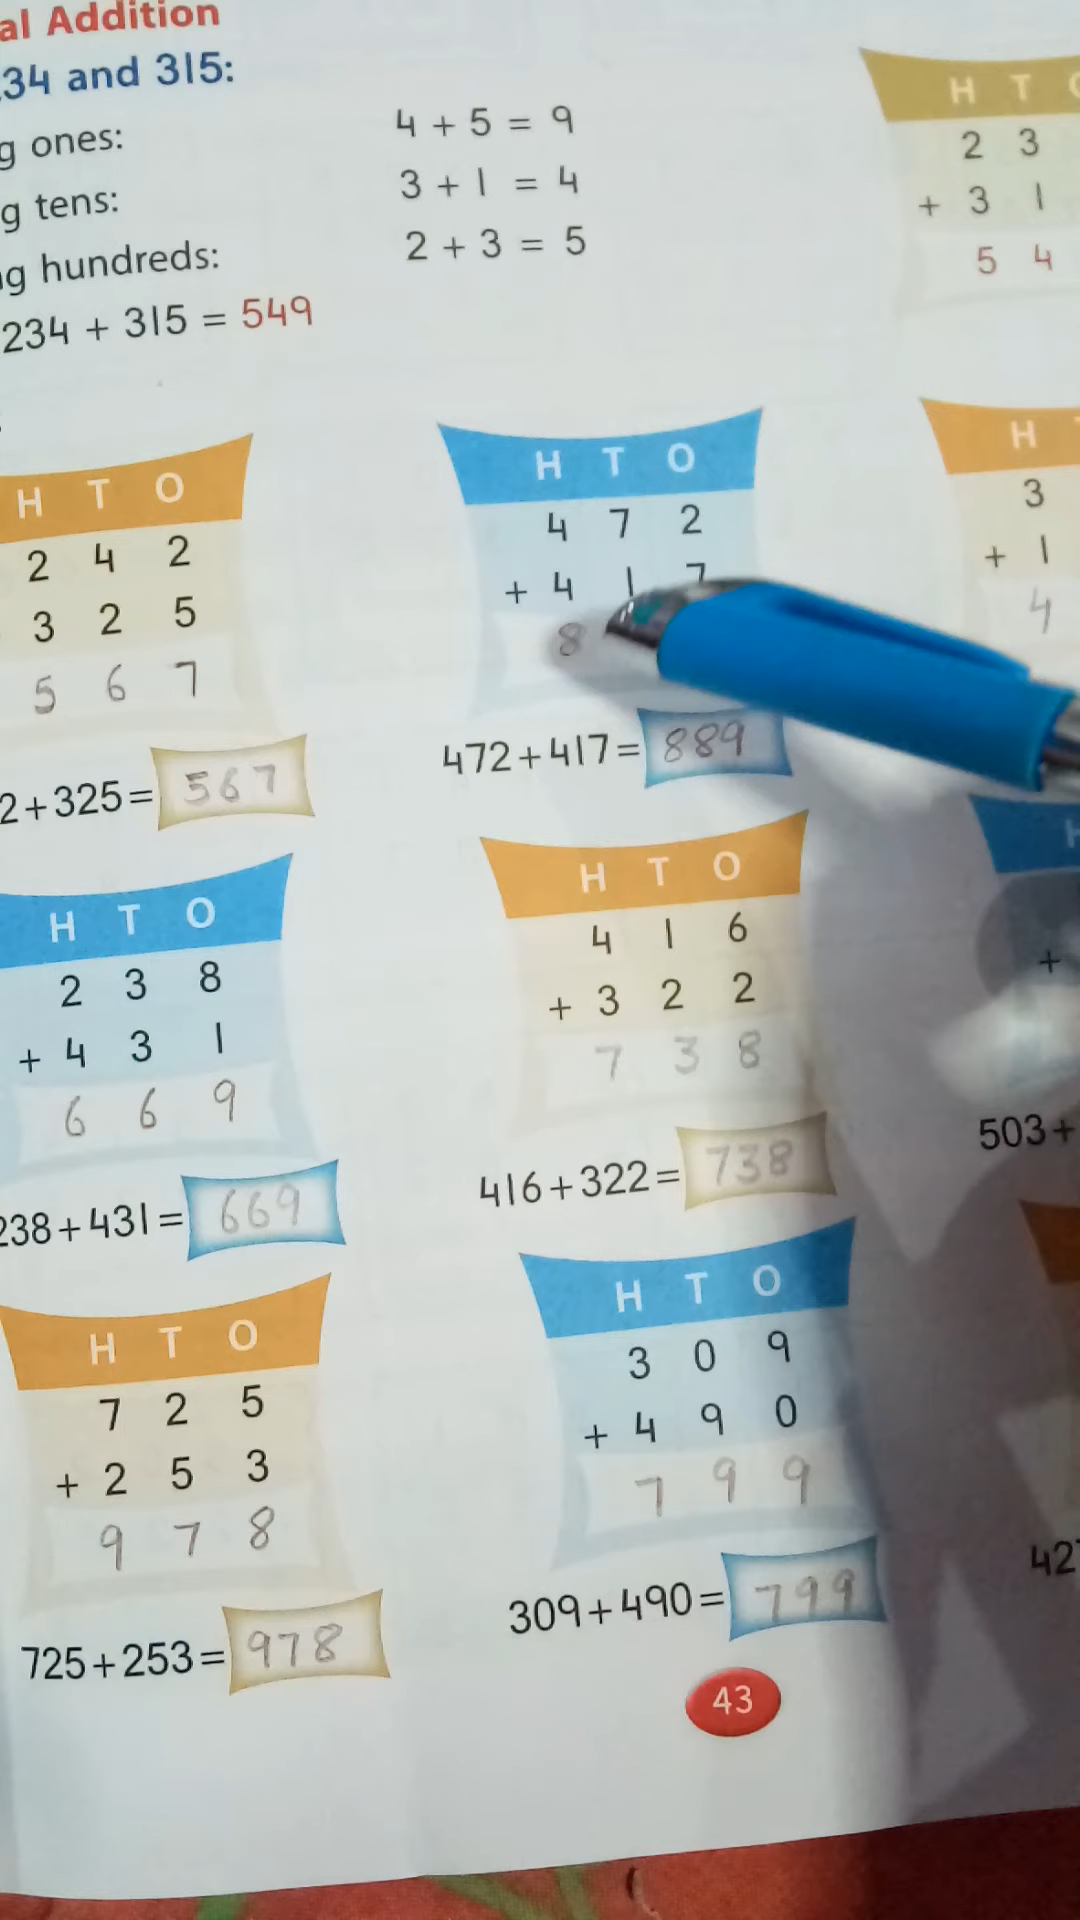 al Addition
34 and 315:
g ones: 4 + 5 = 9
g tens: 3 + 1 = 4
g hundreds: 2 + 3 = 5
234 + 315 = 549
H T
2 3
+ 3 1
5 4
H T O
2 4 2
3 2 5
5 6 7
2+325= 567
H T O
4 7 2
+ 4 1 7
8
472+417= 889
H
3
+ 1
4
H T O
2 3 8
+ 4 3 1
6 6 9
238+431= 669
H T O
4 1 6
+ 3 2 2
7 3 8
416+322= 738
H
+
503+
H T O
7 2 5
+ 2 5 3
9 7 8
725+253= 978
H T O
3 0 9
+ 4 9 0
7 9 9
309+490= 799
42
43